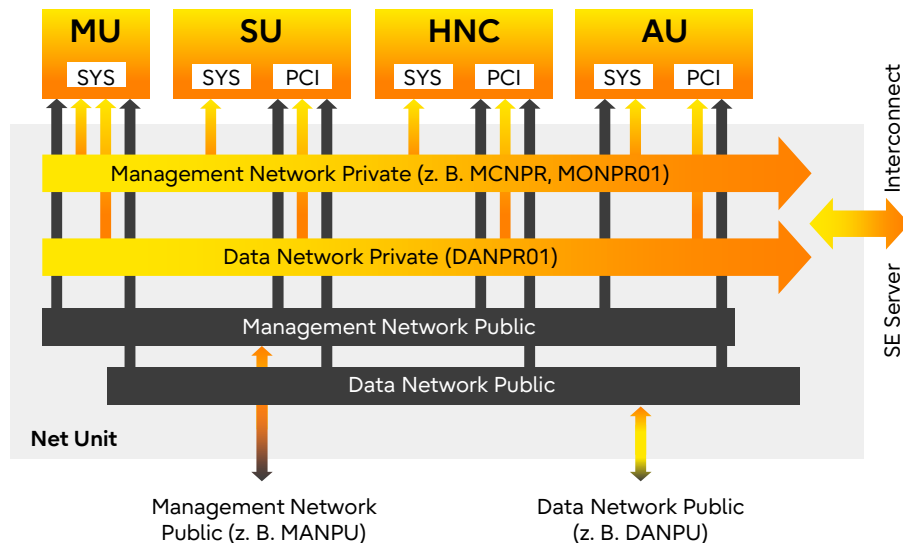 MU
SU
HNC
AU
SYS
SYS
PCI
SYS
PCI
SYS
PCI
Management Network Private (z. B. MCNPR, MONPR01)
Data Network Private (DANPR01)
Management Network Public
Data Network Public
Net Unit
SE Server
Interconnect
Management Network
Public (z. B. MANPU)
Data Network Public
(z. B. DANPU)